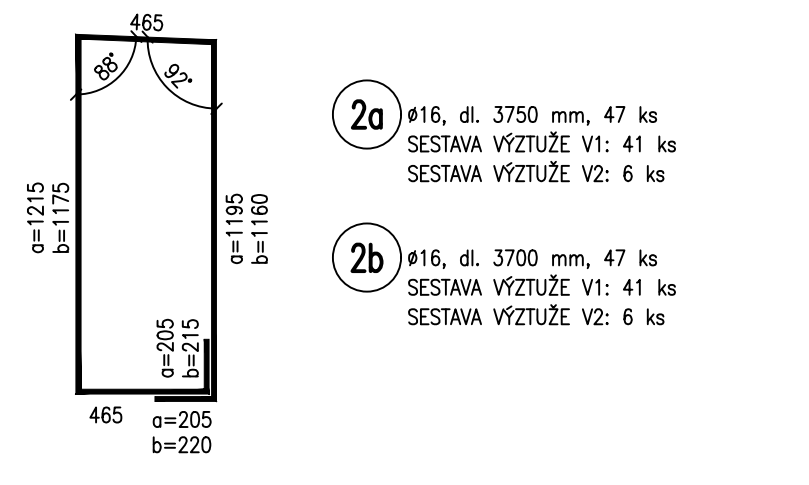 465
88°
92°
a=1215
b=1175
a=1195
b=1160
a=205
b=215
465
a=205
b=220
2a
ø16, dl. 3750 mm, 47 ks
SESTAVA VÝZTUŽE V1: 41 ks
SESTAVA VÝZTUŽE V2: 6 ks
2b
ø16, dl. 3700 mm, 47 ks
SESTAVA VÝZTUŽE V1: 41 ks
SESTAVA VÝZTUŽE V2: 6 ks